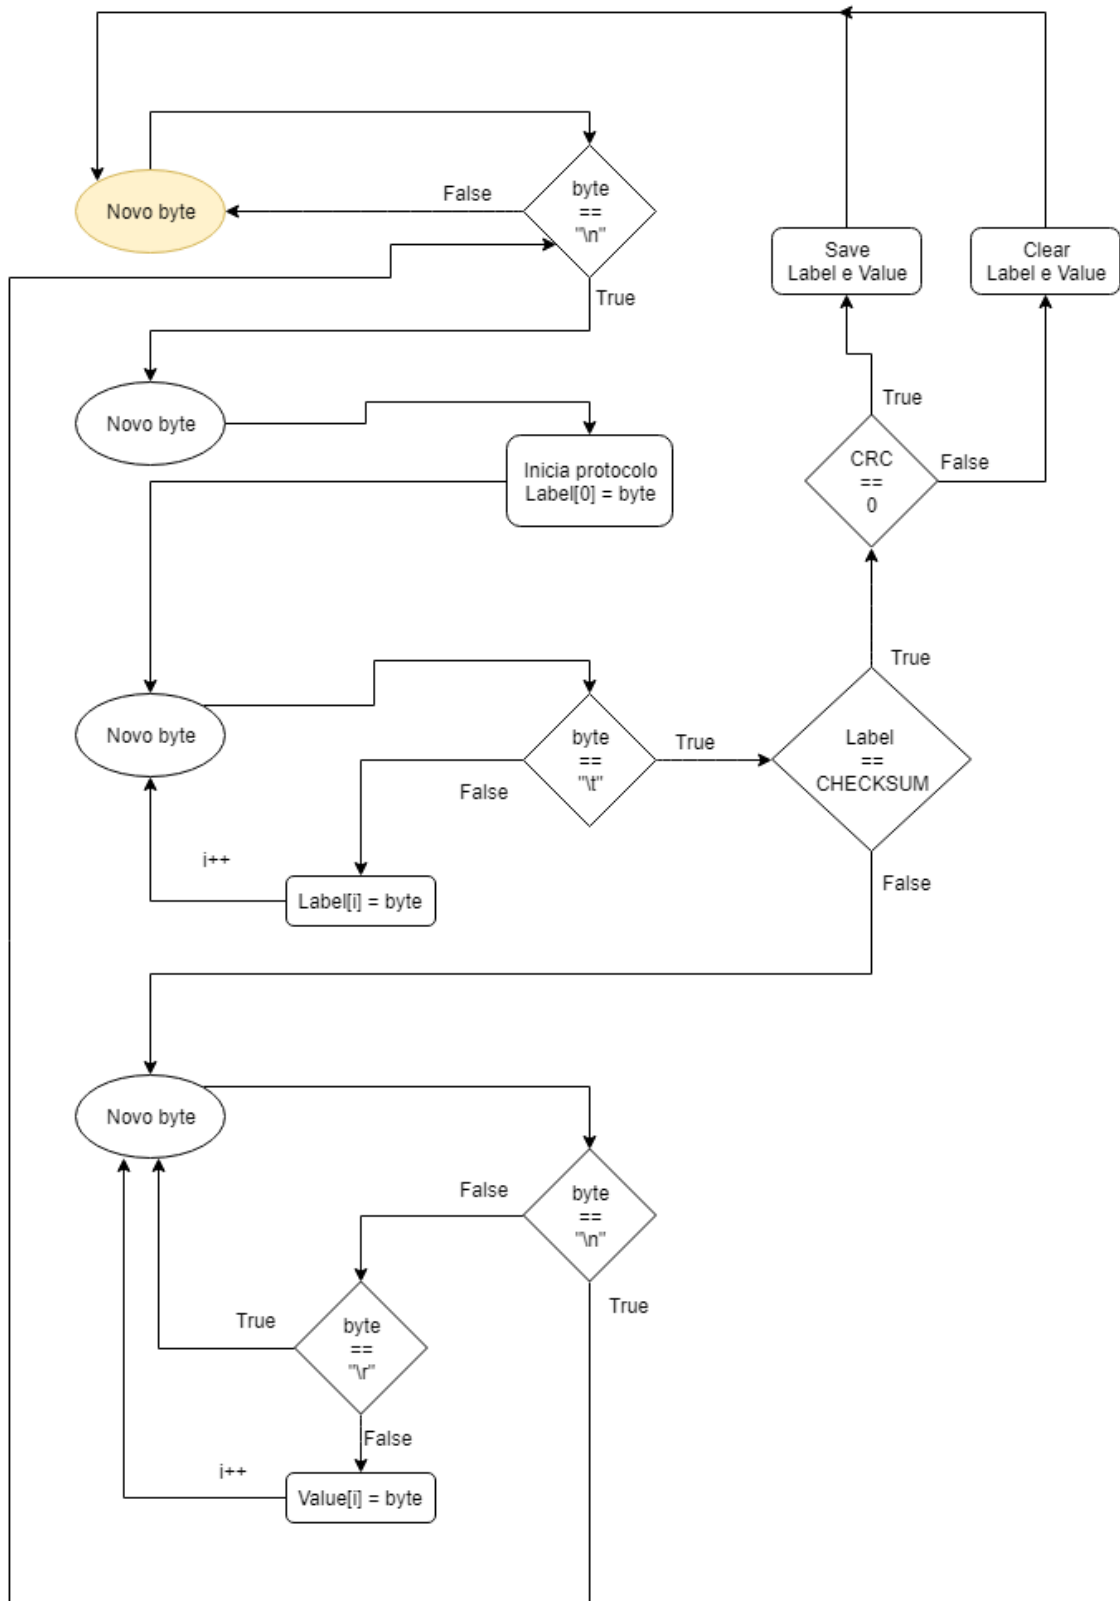 False
byte
==
"\n"
Novo byte
Save
Label e Value
Clear
Label e Value
True
True
Novo byte
Inicia protocolo
Label[0] = byte
CRC
==
0
False
True
Novo byte
byte
==
"\t"
True
Label
==
CHECKSUM
False
i++
Label[i] = byte
False
Novo byte
False
byte
==
"\n"
True
True
byte
==
"\r"
False
i++
Value[i] = byte